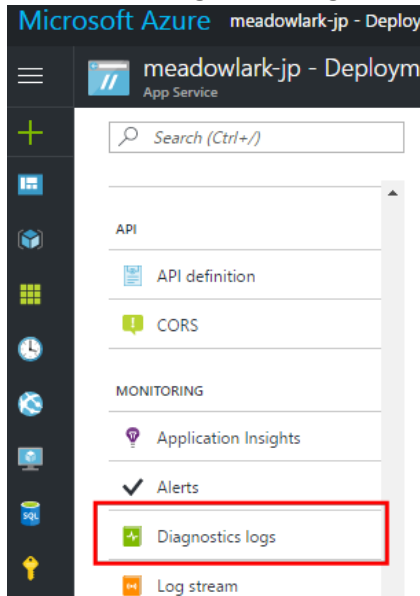 Microsoft Azure meadowlark-jp - Deploy
meadowlark-jp - Deploym
App Service
Search (Ctrl+/)
API
API definition
CORS
MONITORING
Application Insights
Alerts
Diagnostics logs
SQL
Log stream